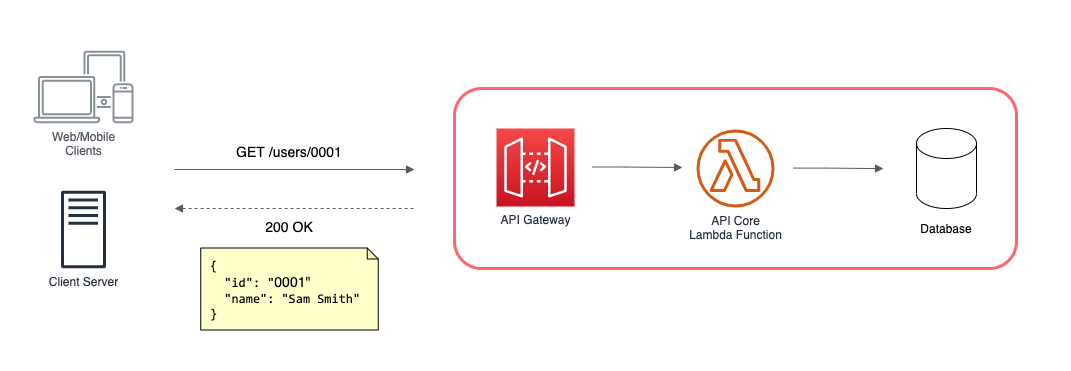 Web/Mobile
Clients
Client Server
GET /users/0001
200 OK
{
"id": "0001"
"name": "Sam Smith"
}
</>
API Gateway
API Core
Lambda Function
Database